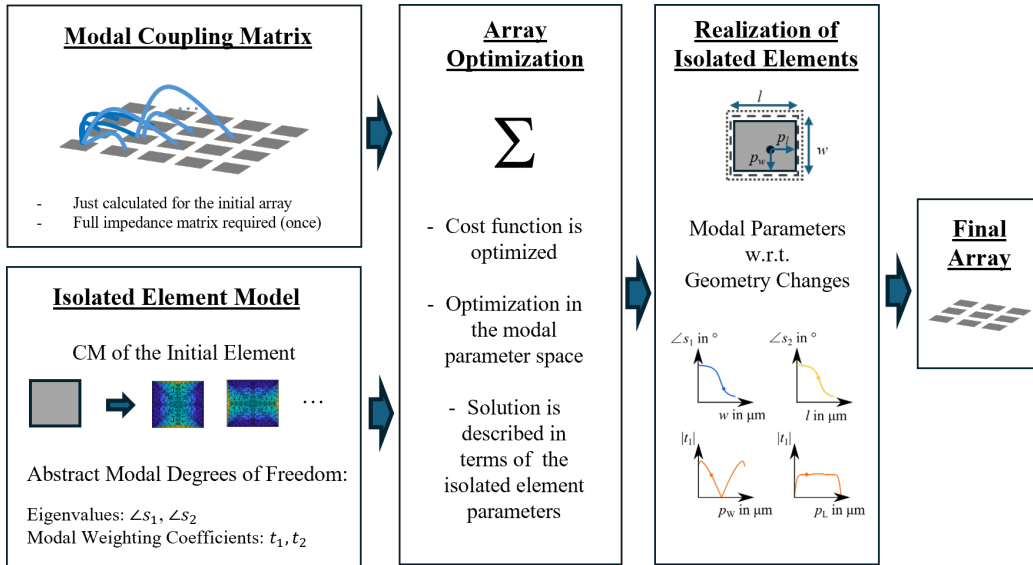 Modal Coupling Matrix
...
- Just calculated for the initial array
- Full impedance matrix required (once)
Isolated Element Model
CM of the Initial Element
...
Abstract Modal Degrees of Freedom:
Eigenvalues: ∠s₁, ∠s₂
Modal Weighting Coefficients: t₁, t₂
Array
Optimization
Σ
- Cost function is
optimized
- Optimization in
the modal
parameter space
- Solution is
described in
terms of the
isolated element
parameters
Realization of
Isolated Elements
l
p_l
p_w
w
Modal Parameters
w.r.t.
Geometry Changes
∠s₁ in °
w in μm
∠s₂ in °
l in μm
|t₁|
p_W in μm
|t₁|
p_L in μm
Final
Array